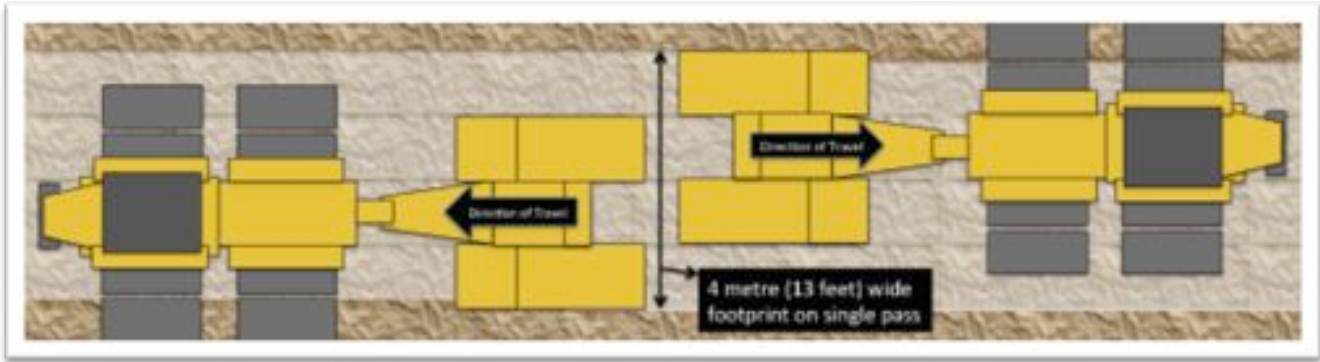 Direction of Travel
Direction of Travel
4 metre (13 feet) wide
footprint on single pass